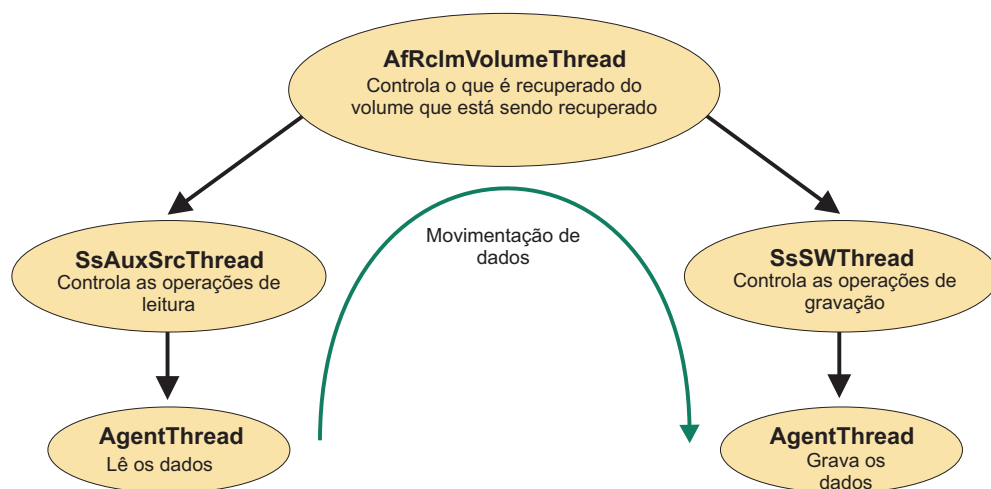 AfRclmVolumeThread
Controla o que é recuperado do
volume que está sendo recuperado
Movimentação de
dados
SsAuxSrcThread
Controla as operações de
leitura
SsSWThread
Controla as operações de
gravação
AgentThread
Lê os dados
AgentThread
Grava os
dados